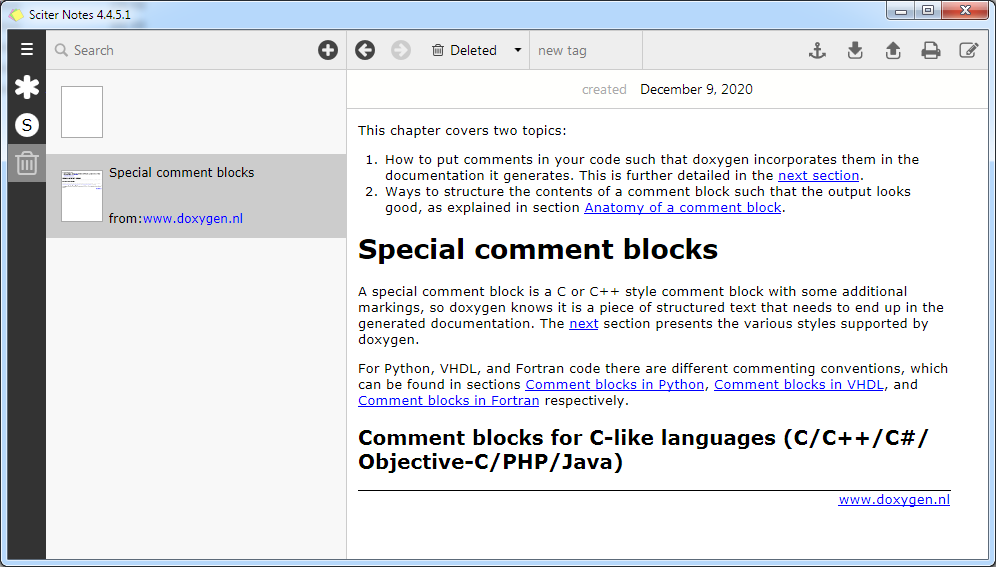 Sciter Notes 4.4.5.1
Search
Deleted
new tag
S
created December 9, 2020
Special comment blocks
from:www.doxygen.nl
This chapter covers two topics:
1. How to put comments in your code such that doxygen incorporates them in the
documentation it generates. This is further detailed in the next section.
2. Ways to structure the contents of a comment block such that the output looks
good, as explained in section Anatomy of a comment block.
Special comment blocks
A special comment block is a C or C++ style comment block with some additional
markings, so doxygen knows it is a piece of structured text that needs to end up in the
generated documentation. The next section presents the various styles supported by
doxygen.
For Python, VHDL, and Fortran code there are different commenting conventions, which
can be found in sections Comment blocks in Python, Comment blocks in VHDL, and
Comment blocks in Fortran respectively.
Comment blocks for C-like languages (C/C++/C#/
Objective-C/PHP/Java)
www.doxygen.nl